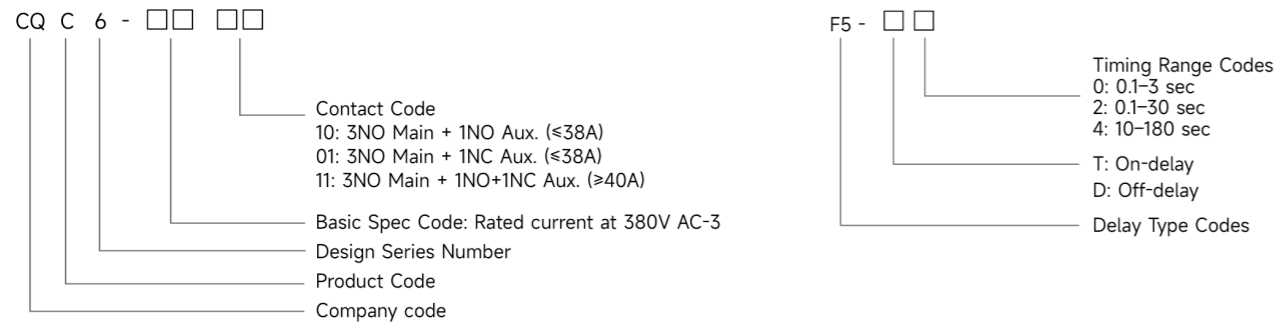 CQ C 6 - □□ □□
Contact Code
10: 3NO Main + 1NO Aux. (≤38A)
01: 3NO Main + 1NC Aux. (≤38A)
11: 3NO Main + 1NO+1NC Aux. (≥40A)
Basic Spec Code: Rated current at 380V AC-3
Design Series Number
Product Code
Company code
F5 - □ □
Timing Range Codes
0: 0.1–3 sec
2: 0.1–30 sec
4: 10–180 sec
T: On-delay
D: Off-delay
Delay Type Codes